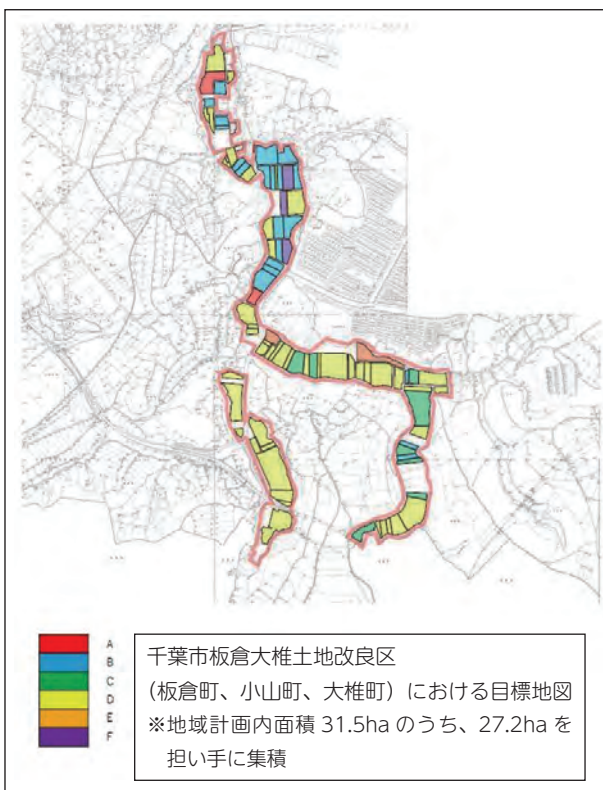 A
B
C
D
E
F
千葉市板倉大椎土地改良区
(板倉町、小山町、大椎町)における目標地図
※地域計画内面積 31.5ha のうち、27.2ha を
担い手に集積